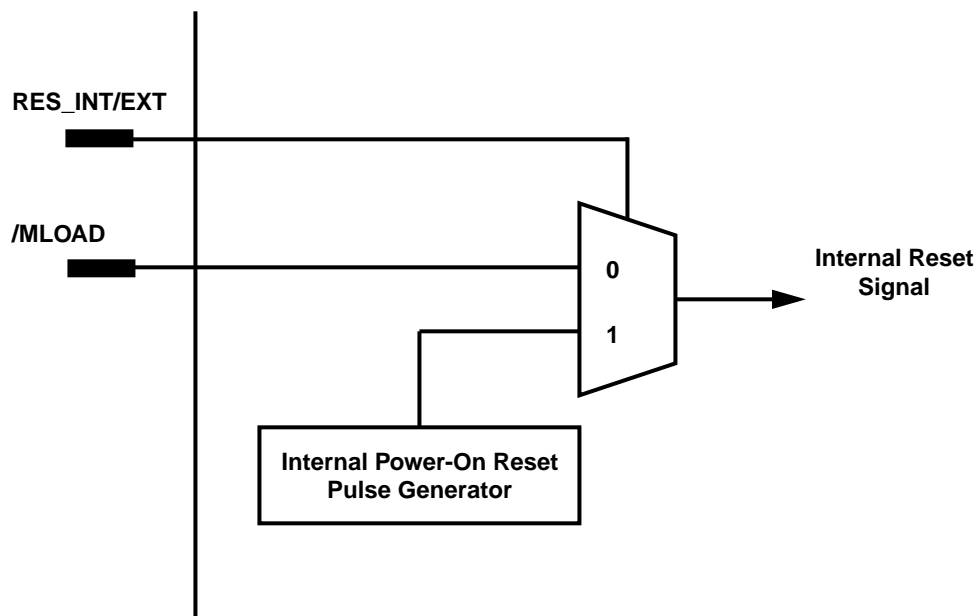 RES_INT/EXT
/MLOAD
0
1
Internal Reset
Signal
Internal Power-On Reset
Pulse Generator